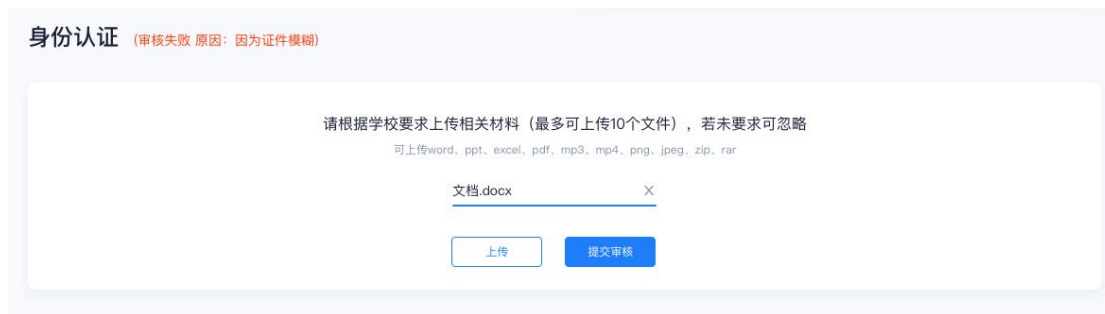 身份认证 (审核失败 原因：因为证件模糊)
请根据学校要求上传相关材料（最多可上传10个文件），若未要求可忽略
可上传word、ppt、excel、pdf、mp3、mp4、png、jpeg、zip、rar
文档.docx
上传 提交审核